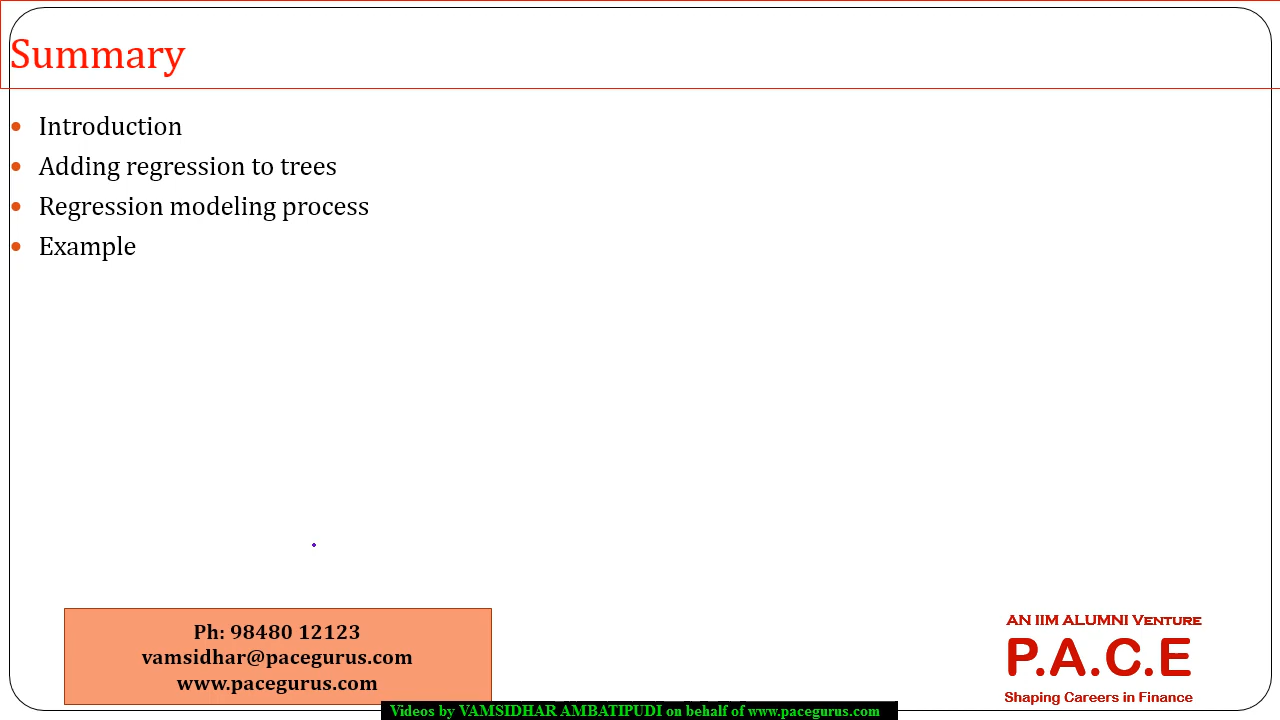 Summary
Introduction
Adding regression to trees
Regression modeling process
Example
Ph: 98480 12123
vamsidhar@pacegurus.com
www.pacegurus.com
AN IIM ALUMNI VENTURE
P.A.C.E
Shaping Careers in Finance
Videos by VAMSIDHAR AMBATIPUDI on behalf of www.pacegurus.com